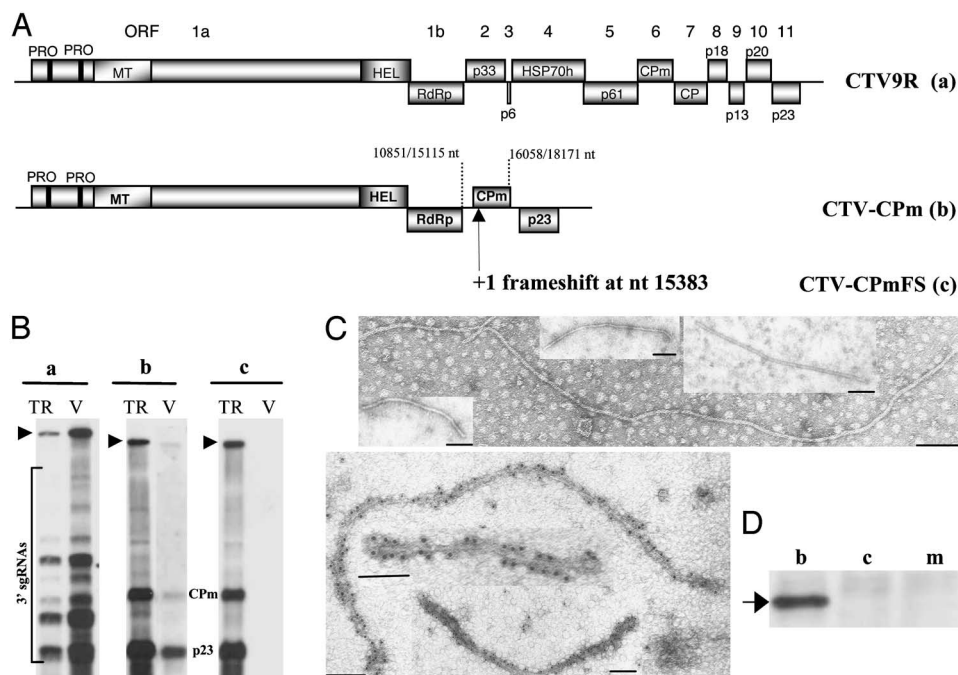 A
ORF 1a 1b 2 3 4 5 6 7 8 9 10 11
PRO PRO p18 p20
MT HEL p33 HSP70h CPm
CTV9R (a)
RdRp p61 CP
p6 p13 p23
10851/15115 nt 16058/18171 nt
PRO PRO
MT HEL CPm
RdRp p23
CTV-CPm (b)
+1 frameshift at nt 15383
CTV-CPmFS (c)
B
a b c
TR V TR V TR V
3' sgRNAs
CPm
p23
C
D
b c m